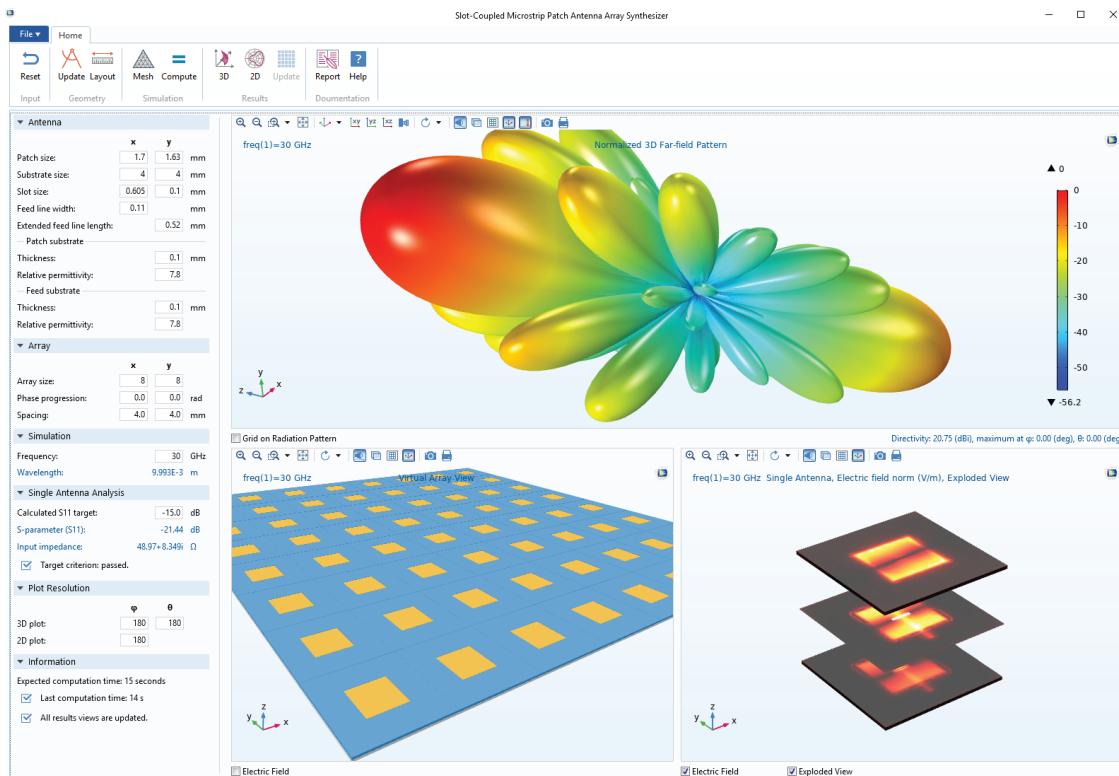 Slot-Coupled Microstrip Patch Antenna Array Synthesizer
File ▾ Home
Reset Update Layout Mesh Compute 3D 2D Update Report Help
Input Geometry Simulation Results Doumentation
Antenna
x y
Patch size: 1.7 1.63 mm
Substrate size: 4 4 mm
Slot size: 0.605 0.1 mm
Feed line width: 0.11 mm
Extended feed line length: 0.52 mm
Patch substrate
Thickness: 0.1 mm
Relative permittivity: 7.8
Feed substrate
Thickness: 0.1 mm
Relative permittivity: 7.8
Array
x y
Array size: 8 8
Phase progression: 0.0 0.0 rad
Spacing: 4.0 4.0 mm
Simulation
Frequency: 30 GHz
Wavelength: 9.993E-3 m
Single Antenna Analysis
Calculated S11 target: -15.0 dB
S-parameter (S11): -21.44 dB
Input impedance: 48.97+8.349i Ω
Target criterion: passed.
Plot Resolution
φ θ
3D plot: 180 180
2D plot: 180
Information
Expected computation time: 15 seconds
Last computation time: 14 s
All results views are updated.
xy yz xz
freq(1)=30 GHz Normalized 3D Far-field Pattern
▲ 0
0
-10
-20
-30
-40
-50
▼ -56.2
y
z x
Grid on Radiation Pattern
Directivity: 20.75 (dBi), maximum at φ: 0.00 (deg), θ: 0.00 (deg
freq(1)=30 GHz Virtual Array View
z
y x
Electric Field
freq(1)=30 GHz Single Antenna, Electric field norm (V/m), Exploded View
z
y x
Electric Field Exploded View